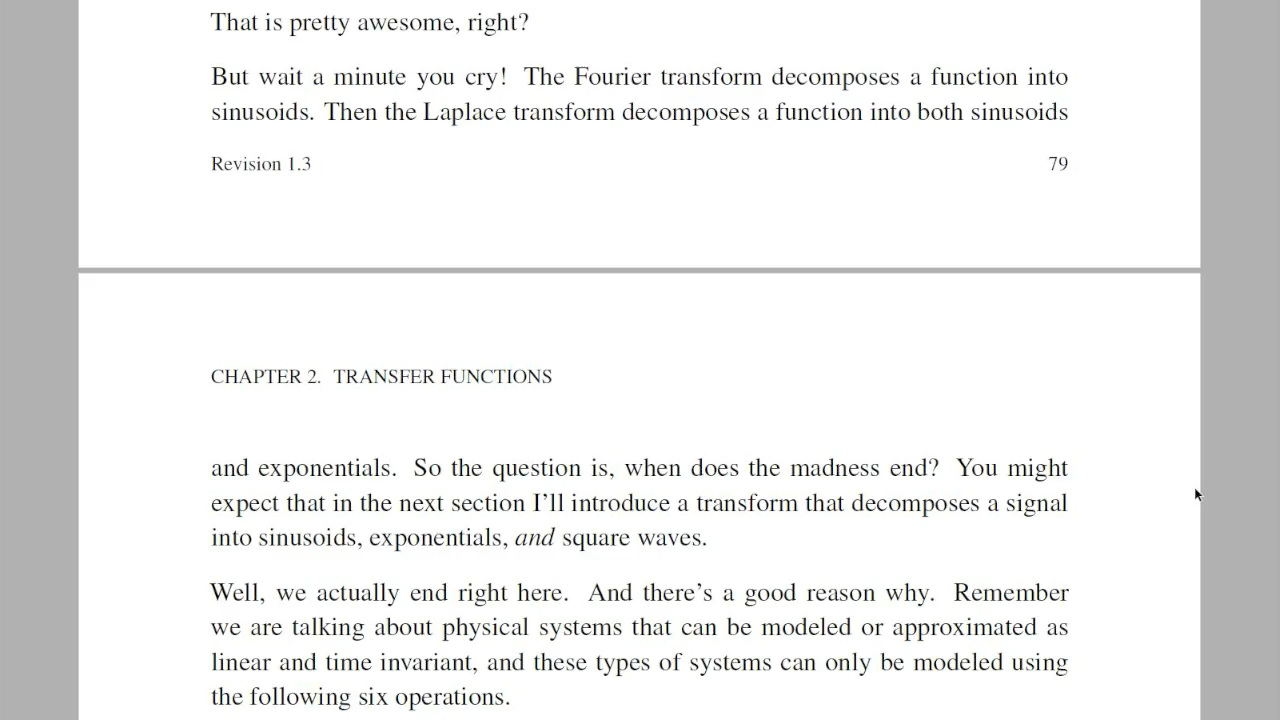 That is pretty awesome, right?
But wait a minute you cry! The Fourier transform decomposes a function into
sinusoids. Then the Laplace transform decomposes a function into both sinusoids
Revision 1.3 79
CHAPTER 2. TRANSFER FUNCTIONS
and exponentials. So the question is, when does the madness end? You might
expect that in the next section I'll introduce a transform that decomposes a signal
into sinusoids, exponentials, and square waves.
Well, we actually end right here. And there's a good reason why. Remember
we are talking about physical systems that can be modeled or approximated as
linear and time invariant, and these types of systems can only be modeled using
the following six operations.